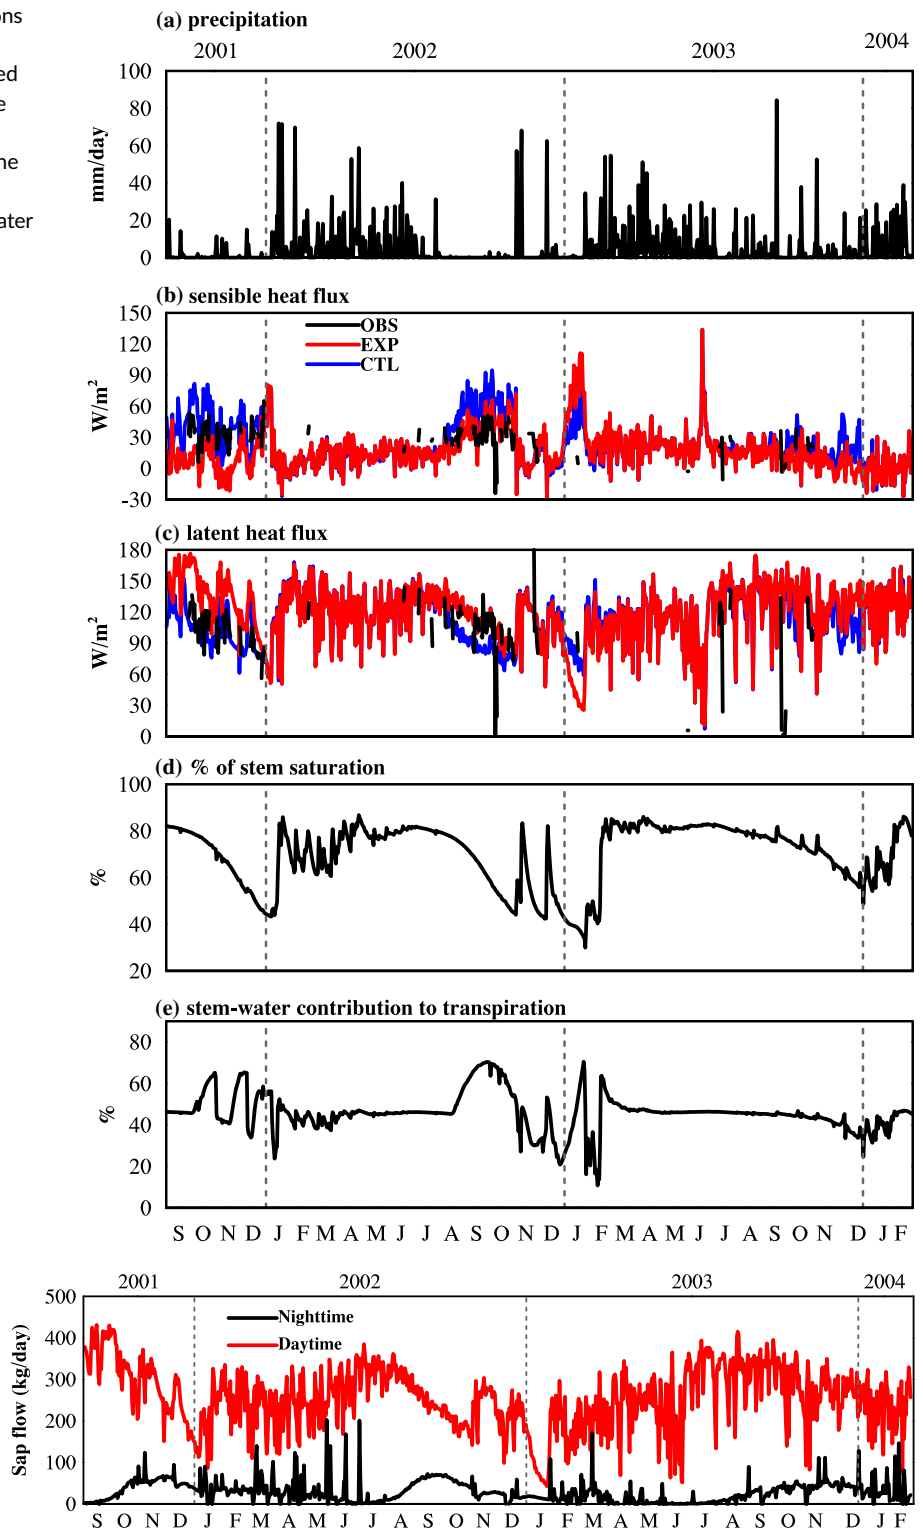 ons
ed
e
ne
ater
(a) precipitation
2001 2002 2003 2004
100
80
60
40
20
0
mm/day
(b) sensible heat flux
150
120
90
60
30
0
-30
W/m²
OBS
EXP
CTL
(c) latent heat flux
180
150
120
90
60
30
0
W/m²
(d) % of stem saturation
100
80
60
40
20
%
(e) stem-water contribution to transpiration
80
60
40
20
0
%
S O N D J F M A M J J A S O N D J F M A M J J A S O N D J F
2001 2002 2003 2004
500
400
300
200
100
0
Sap flow (kg/day)
Nighttime
Daytime
S O N D J F M A M J J A S O N D J F M A M J J A S O N D J F